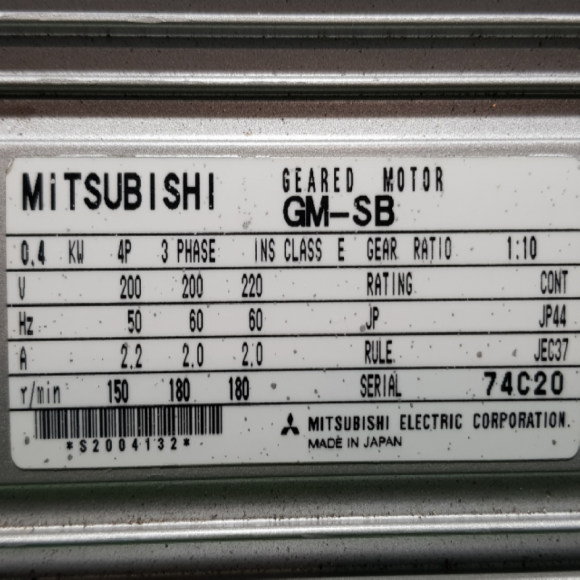 MiTSUBISHI GEARED MOTOR
GM-SB
0.4 KW 4P 3 PHASE INS CLASS E GEAR RATIO 1:10
V 200 200 220 RATING CONT
Hz 50 60 60 JP JP44
A 2.2 2.0 2.0 RULE JEC37
r/min 150 180 180 SERIAL 74C20
*S2004132*
MITSUBISHI ELECTRIC CORPORATION.
MADE IN JAPAN